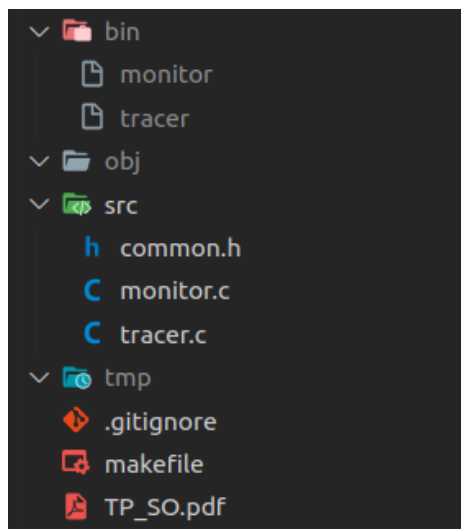 bin
monitor
tracer
obj
src
h common.h
C monitor.c
C tracer.c
tmp
.gitignore
makefile
TP_SO.pdf